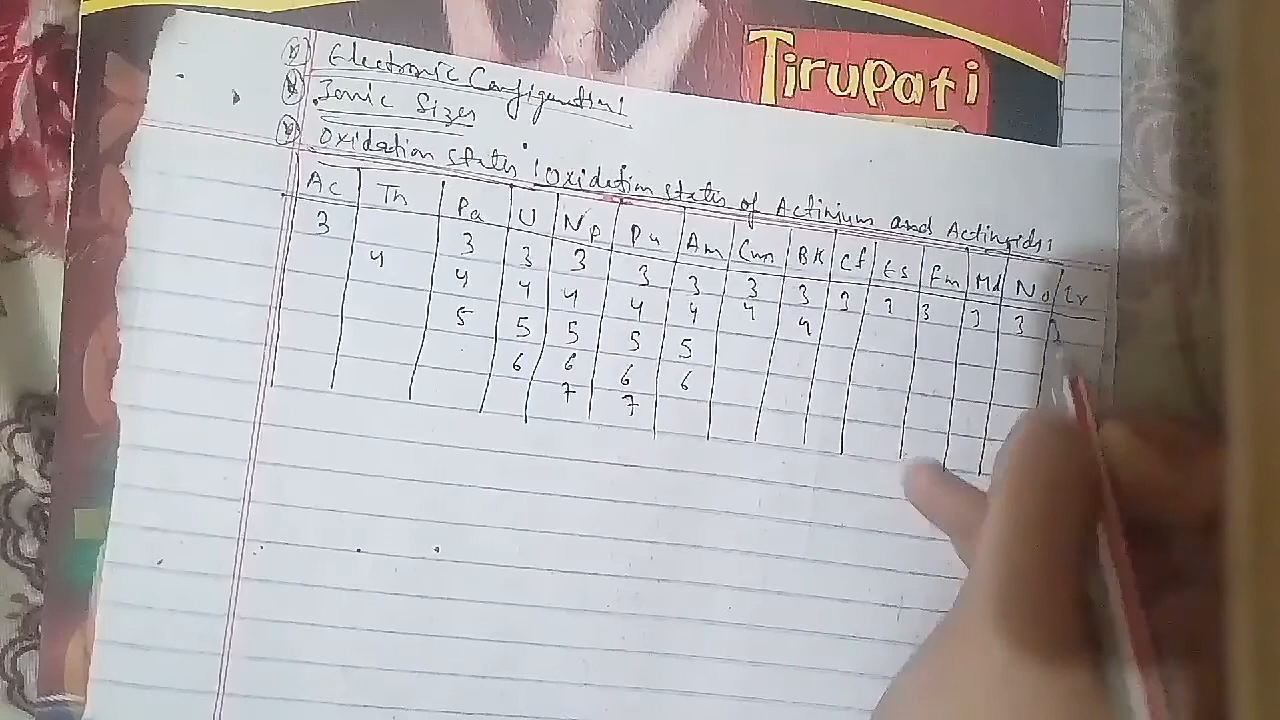 Tirupati
Electronic Configuration!
Ionic Sizes
Oxidation states: Oxidation states of Actinium and Actinoids:
Ac Th Pa U Np Pu Am Cm Bk Cf Es Fm Md No Lr
3 3 3 3 3 3 3 3 3 3 3 3 3 3
4 4 4 4 4 4 4 4
5 5 5 5 5
6 6 6 6
7 7